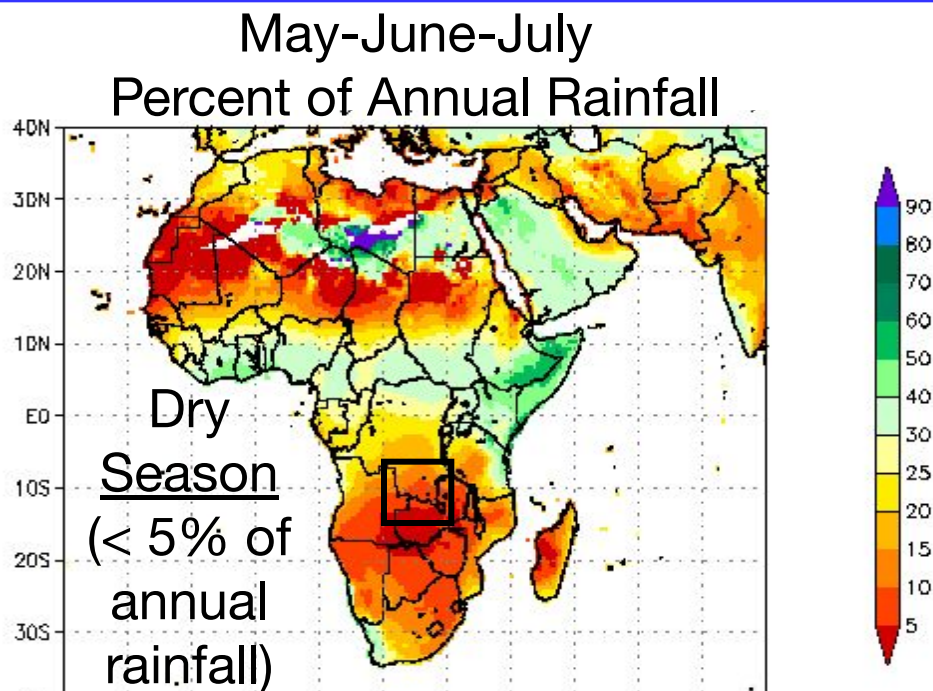 May-June-July
Percent of Annual Rainfall
40N
30N
20N
10N
EQ
10S
20S
30S
Dry
Season
(< 5% of
annual
rainfall)
90
80
70
60
50
40
30
25
20
15
10
5